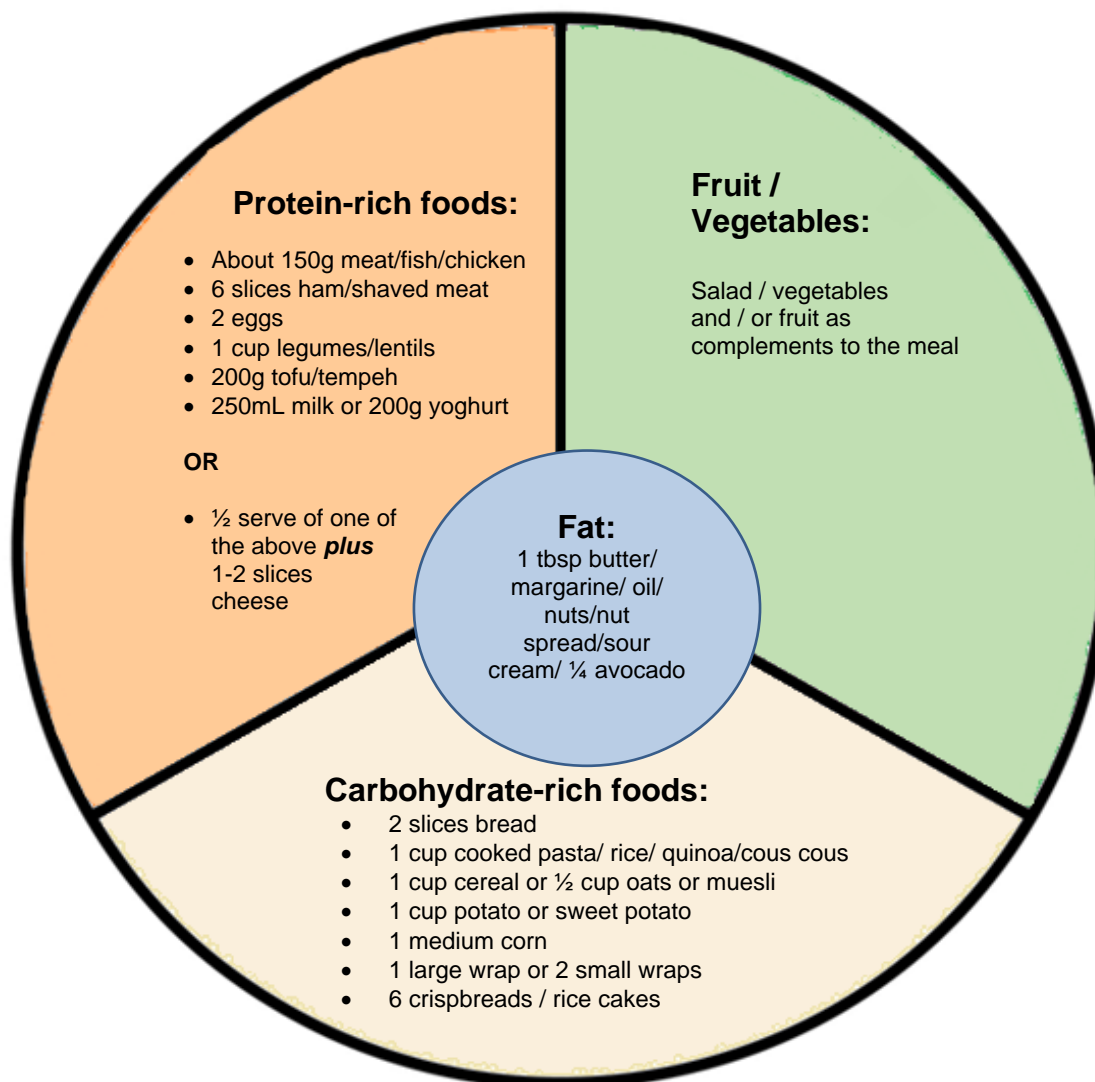 Protein-rich foods:
• About 150g meat/fish/chicken
• 6 slices ham/shaved meat
• 2 eggs
• 1 cup legumes/lentils
• 200g tofu/tempeh
• 250mL milk or 200g yoghurt
OR
• ½ serve of one of
the above plus
1-2 slices
cheese
Fruit /
Vegetables:
Salad / vegetables
and / or fruit as
complements to the meal
Fat:
1 tbsp butter/
margarine/ oil/
nuts/nut
spread/sour
cream/ ¼ avocado
Carbohydrate-rich foods:
• 2 slices bread
• 1 cup cooked pasta/ rice/ quinoa/cous cous
• 1 cup cereal or ½ cup oats or muesli
• 1 cup potato or sweet potato
• 1 medium corn
• 1 large wrap or 2 small wraps
• 6 crispbreads / rice cakes